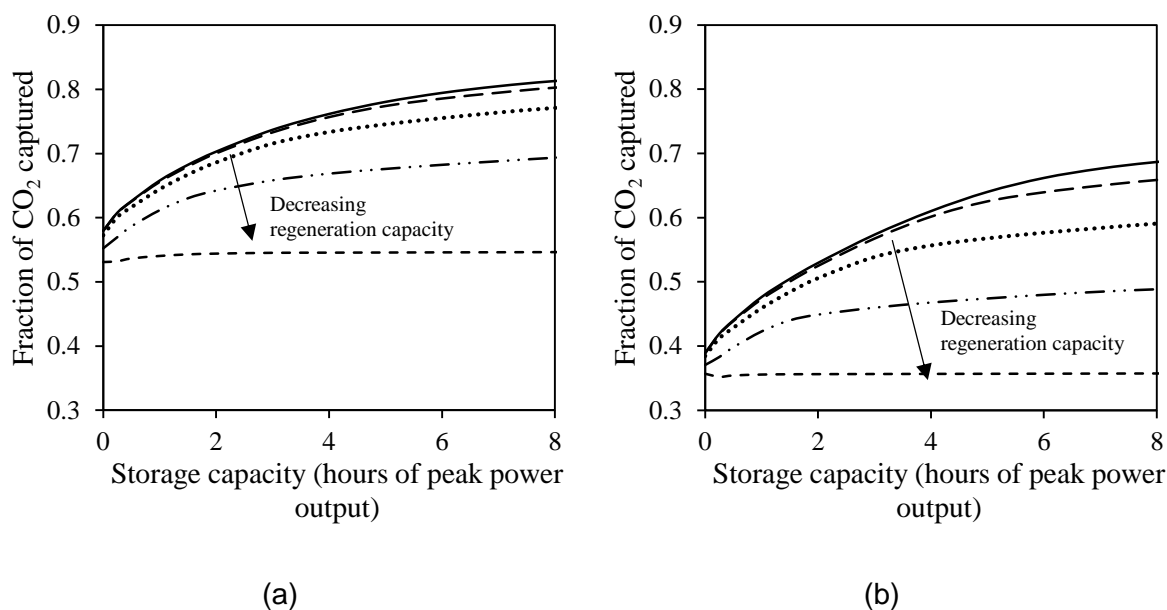 Fraction of CO₂ captured
0.9
0.8
0.7
0.6
0.5
0.4
0.3
0 2 4 6 8
Decreasing
regeneration capacity
Storage capacity (hours of peak power
output)
(a)
Fraction of CO₂ captured
0.9
0.8
0.7
0.6
0.5
0.4
0.3
0 2 4 6 8
Decreasing
regeneration capacity
Storage capacity (hours of peak power
output)
(b)